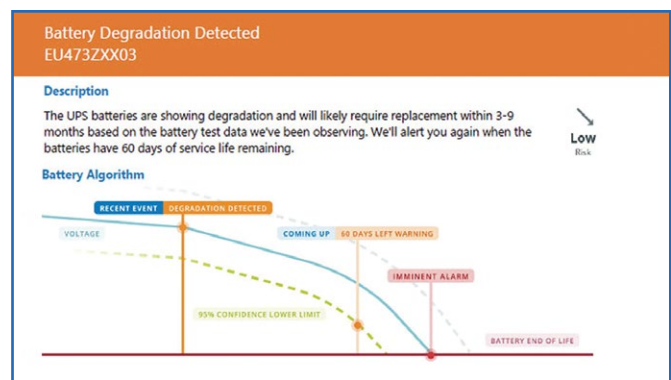 Battery Degradation Detected
EU473ZXX03
Description
The UPS batteries are showing degradation and will likely require replacement within 3-9
months based on the battery test data we've been observing. We'll alert you again when the
batteries have 60 days of service life remaining.
Low
Risk
Battery Algorithm
RECENT EVENT DEGRADATION DETECTED
VOLTAGE
COMING UP 60 DAYS LEFT WARNING
IMMINENT ALARM
95% CONFIDENCE LOWER LIMIT
BATTERY END OF LIFE